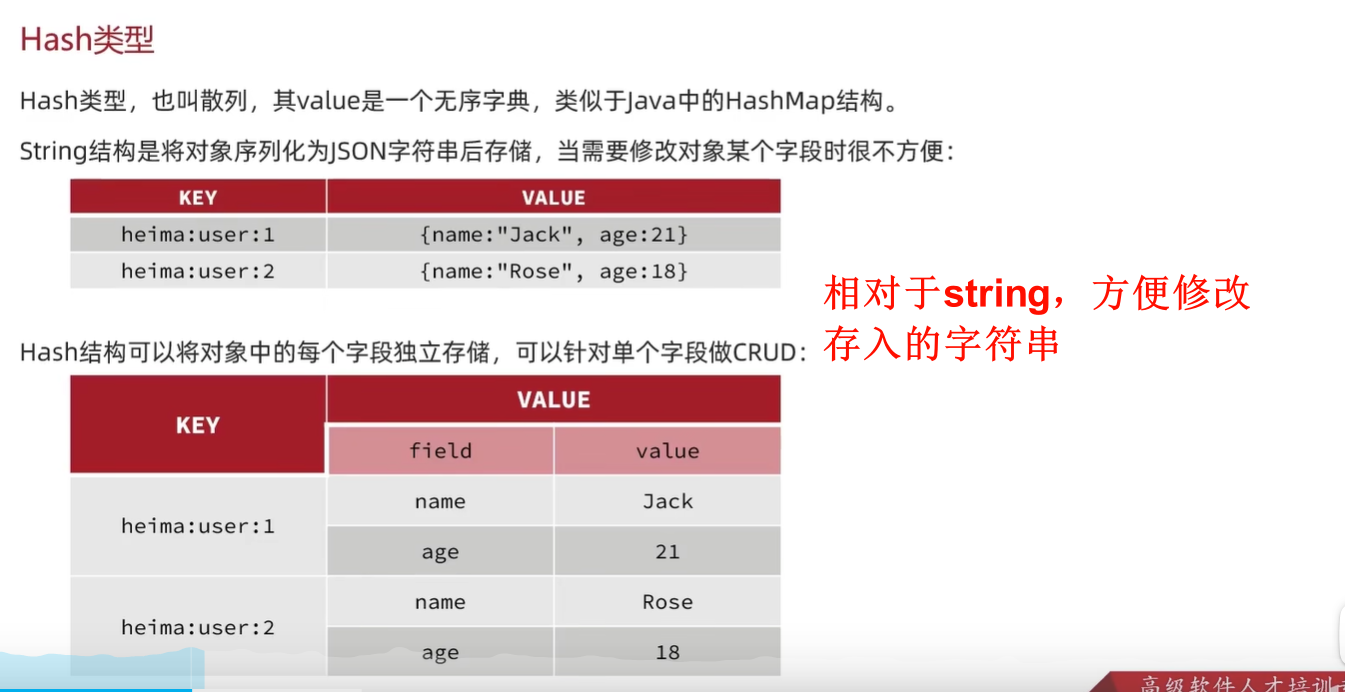 Hash类型
Hash类型，也叫散列，其value是一个无序字典，类似于Java中的HashMap结构。
String结构是将对象序列化为JSON字符串后存储，当需要修改对象某个字段时很不方便：
KEY VALUE
heima:user:1 {name:"Jack", age:21}
heima:user:2 {name:"Rose", age:18}
相对于string，方便修改
存入的字符串
Hash结构可以将对象中的每个字段独立存储，可以针对单个字段做CRUD：
KEY VALUE
field value
heima:user:1 name Jack
age 21
heima:user:2 name Rose
age 18
高级软件人才培训